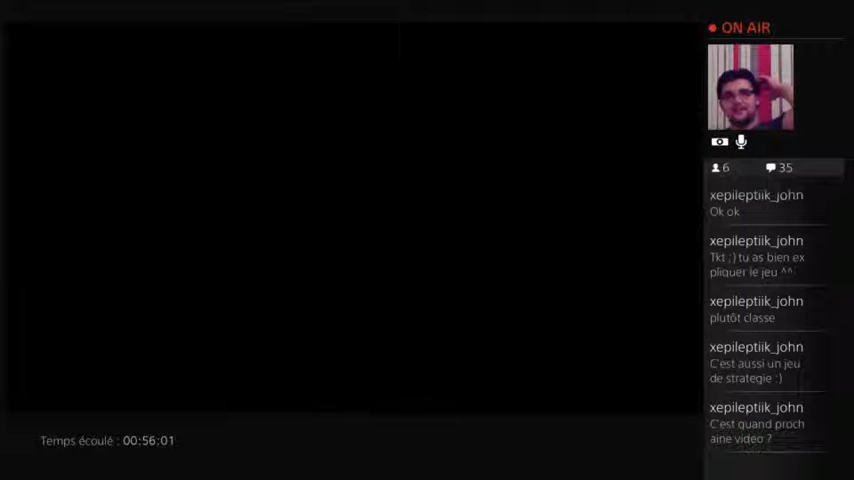 ON AIR
6 35
xepileptiik_john
Ok ok
xepileptiik_john
Tkt ;) tu as bien ex
pliquer le jeu ^^
xepileptiik_john
plutôt classe
xepileptiik_john
C'est aussi un jeu
de strategie :)
xepileptiik_john
C'est quand proch
aine video ?
Temps écoulé : 00:56:01